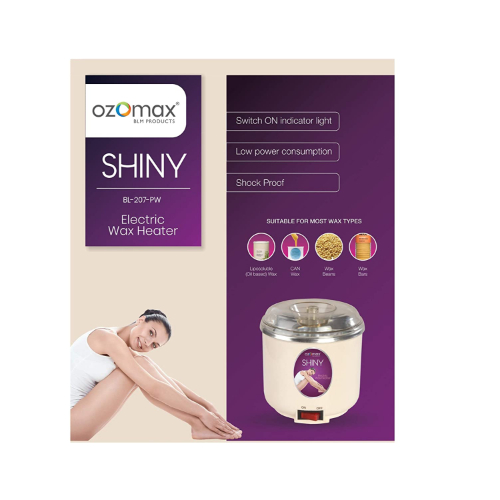 ozomax®
BLM PRODUCTS
SHINY
BL-207-PW
Electric
Wax Heater
Switch ON indicator light
Low power consumption
Shock Proof
SUITABLE FOR MOST WAX TYPES
Liposoluble
(Oil based) Wax
CAN
Wax
Wax
Beans
Wax
Bars
ozomax
SHINY